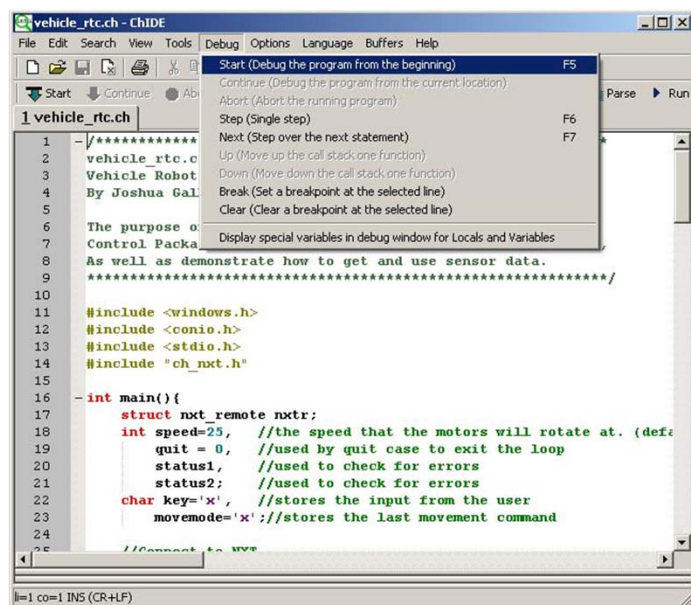 vehicle_rtc.ch - ChIDE
File Edit Search View Tools Debug Options Language Buffers Help
Start (Debug the program from the beginning) F5
Continue (Debug the program from the current location)
Abort (Abort the running program)
Step (Single step) F6
Next (Step over the next statement) F7
Up (Move up the call stack one function)
Down (Move down the call stack one function)
Break (Set a breakpoint at the selected line)
Clear (Clear a breakpoint at the selected line)
Display special variables in debug window for Locals and Variables
Start Continue Abo Parse Run
1 vehicle_rtc.ch
1 /************* *
2 vehicle_rtc.c
3 Vehicle Robot
4 By Joshua Gal
5
6 The purpose o
7 Control Packa ,
8 As well as demonstrate how to get and use sensor data.
9 ***************************************************************/
10
11 #include <windows.h>
12 #include <conio.h>
13 #include <stdio.h>
14 #include "ch_nxt.h"
15
16 int main(){
17 struct nxt_remote nxtr;
18 int speed=25, //the speed that the motors will rotate at. (defa
19 quit = 0, //used by quit case to exit the loop
20 status1, //used to check for errors
21 status2; //used to check for errors
22 char key='x', //stores the input from the user
23 movemode='x';//stores the last movement command
24
25 //Connect to NXT
li=1 co=1 INS (CR+LF)